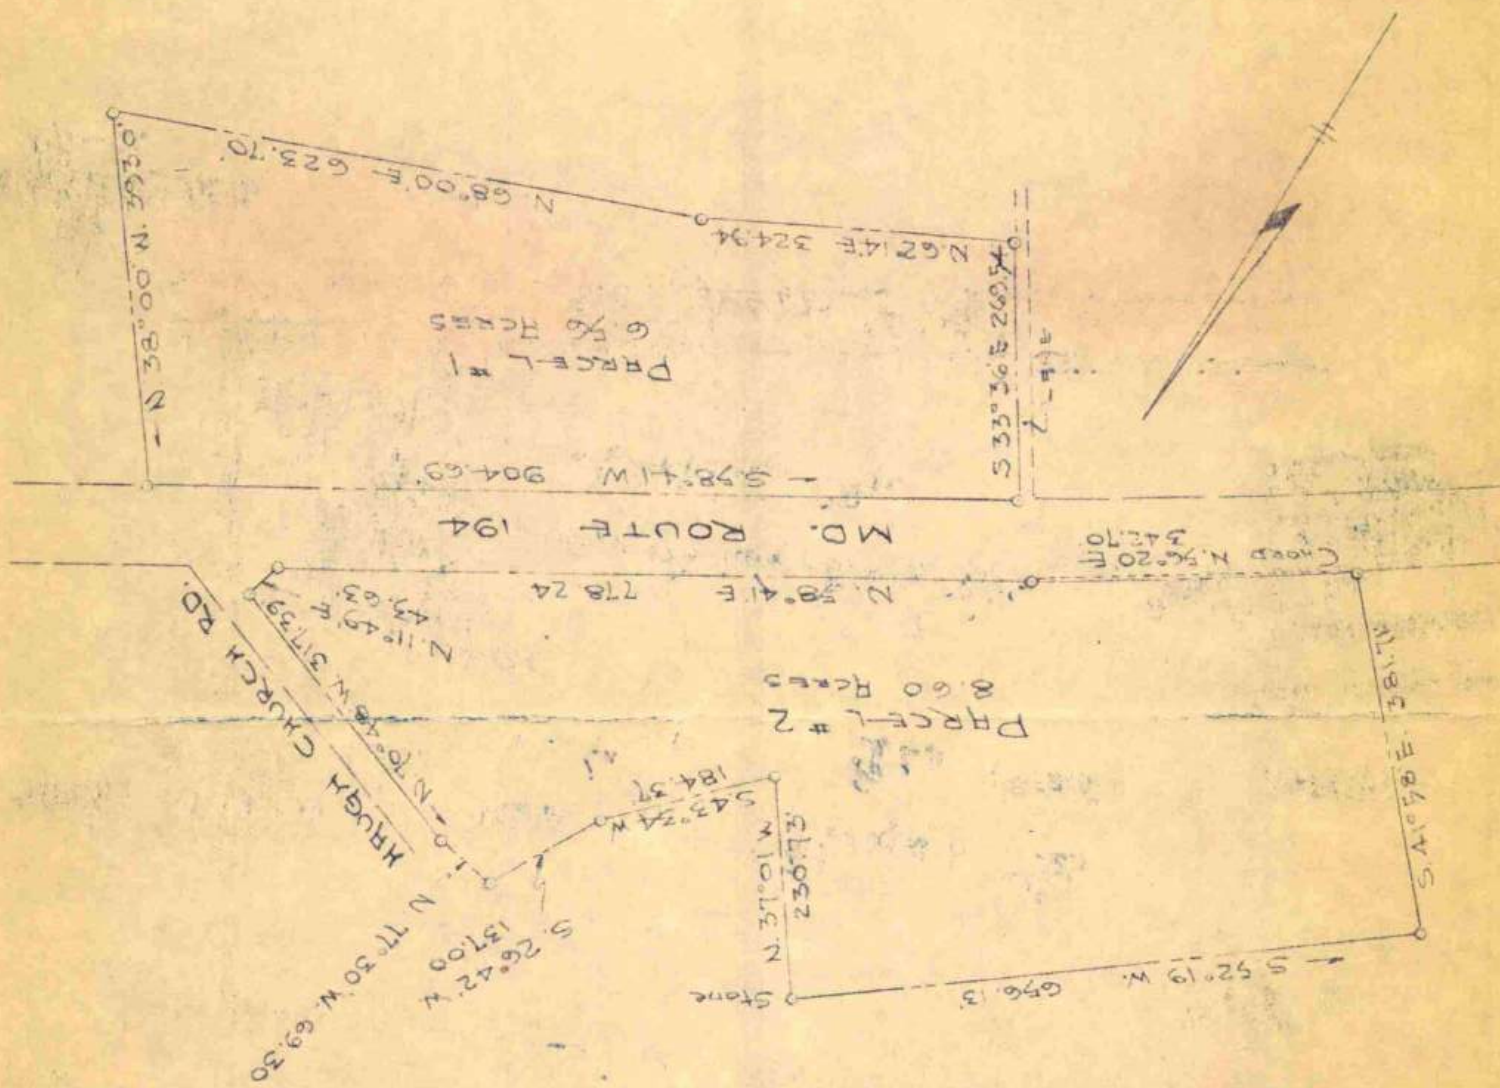 N 38°00' W. 393.0'
N. 68°00' E 623.70'
N. 62°14' E 324.94
S 33°36' E 269.54
S. 58°41' W. 904.69'
PARCEL #1
6.56 ACRES
MD. ROUTE 194
CHORD N. 56°20' E
342.70
N. 58°41' E 778.24
N. 11°49' E
43.63'
HAUGH CHURCH RD.
N. 70°48' W. 317.39
N. 77°30' W. 69.30
S. 26°42' W
137.00
S. 43°34' W
184.37
N. 37°01' W
230.73'
Stone
S. 52°19' W. 656.13'
S. 41°58' E. 381.71'
PARCEL #2
8.60 ACRES